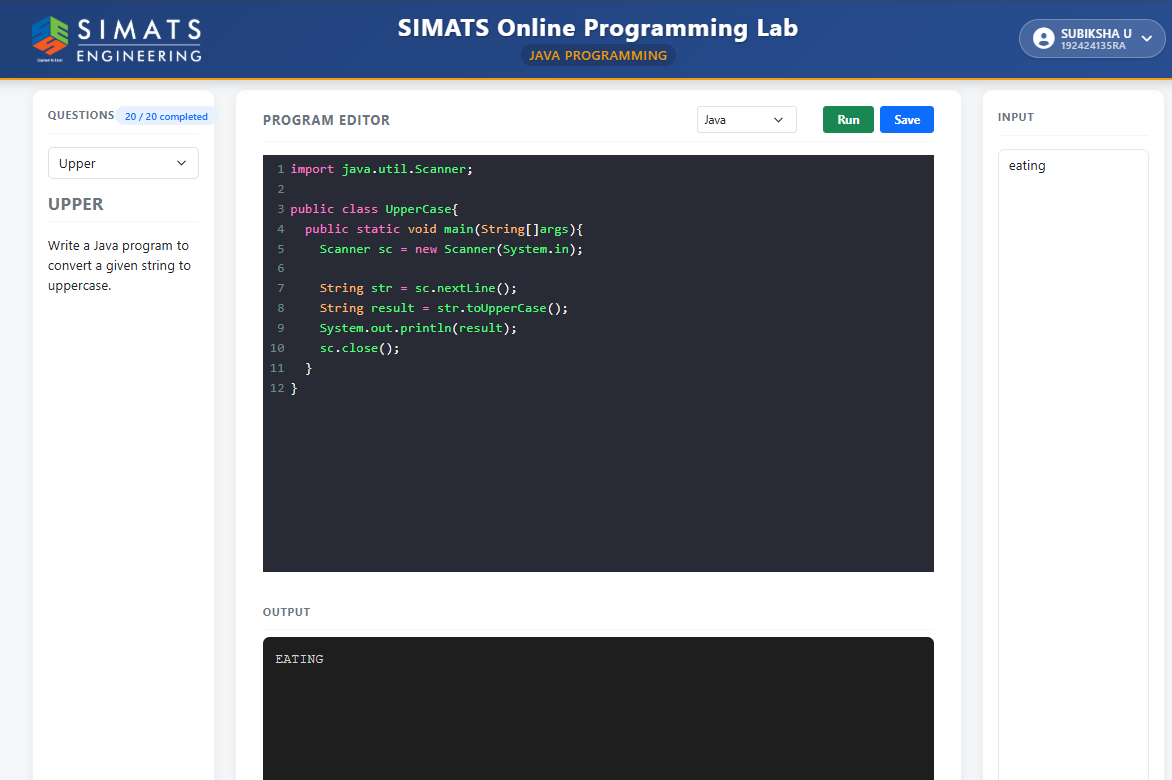 SIMATS
ENGINEERING
Engineer to Excel
SIMATS Online Programming Lab
JAVA PROGRAMMING
SUBIKSHA U
192424135RA
QUESTIONS
20 / 20 completed
Upper
UPPER
Write a Java program to
convert a given string to
uppercase.
PROGRAM EDITOR
Java
Run
Save
1 import java.util.Scanner;
2
3 public class UpperCase{
4   public static void main(String[]args){
5     Scanner sc = new Scanner(System.in);
6
7     String str = sc.nextLine();
8     String result = str.toUpperCase();
9     System.out.println(result);
10     sc.close();
11   }
12 }
OUTPUT
EATING
INPUT
eating